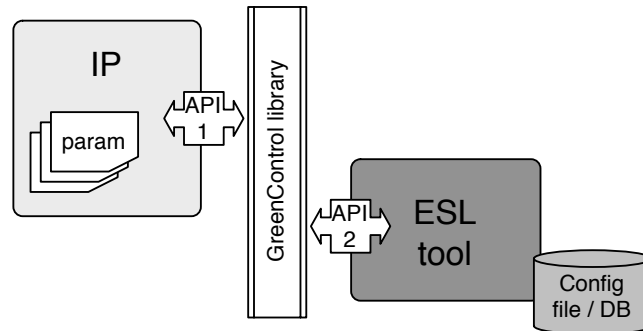 IP
param
API
1
GreenControl library
API
2
ESL
tool
Config
file / DB